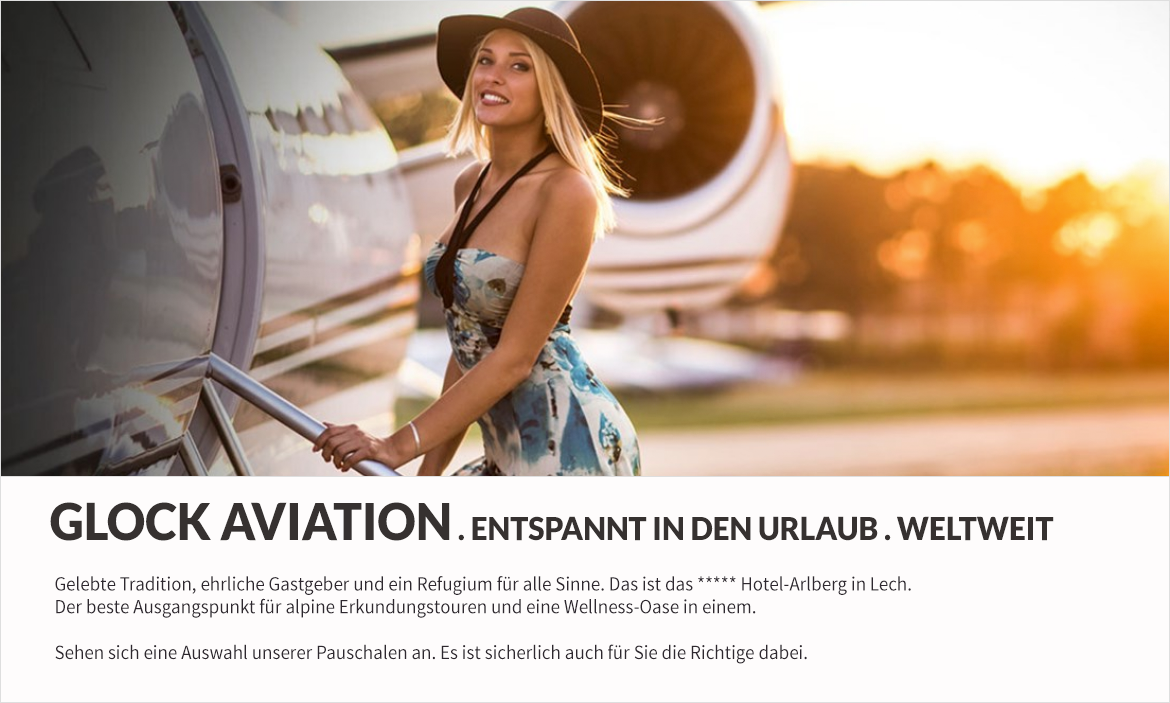 GLOCK AVIATION . ENTSPANNT IN DEN URLAUB . WELTWEIT
Gelebte Tradition, ehrliche Gastgeber und ein Refugium für alle Sinne. Das ist das ***** Hotel-Arlberg in Lech.
Der beste Ausgangspunkt für alpine Erkundungstouren und eine Wellness-Oase in einem.
Sehen sich eine Auswahl unserer Pauschalen an. Es ist sicherlich auch für Sie die Richtige dabei.